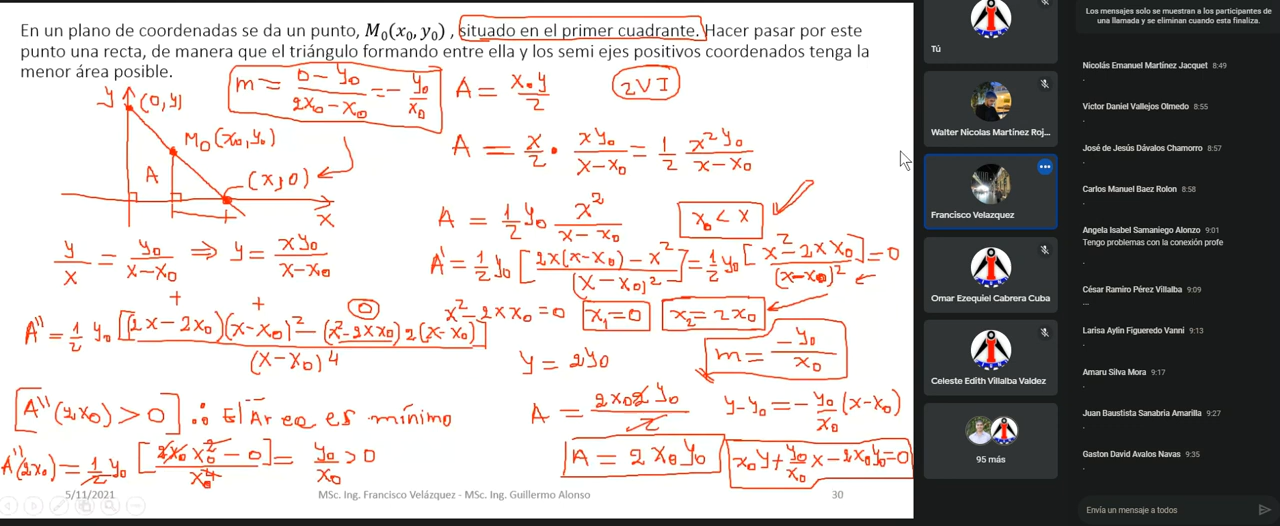 En un plano de coordenadas se da un punto, M₀(x₀, y₀) , situado en el primer cuadrante. Hacer pasar por este
punto una recta, de manera que el triángulo formando entre ella y los semi ejes positivos coordenados tenga la
menor área posible.
m = (0 - y₀)/(2x₀ - x₀) = - y₀/x₀
A = x.y/2
2VI
y
(0, y)
M₀(x₀, y₀)
A
(x, 0)
x
A = x/2 · xy₀/(x-x₀) = 1/2 x²y₀/(x-x₀)
A = 1/2 y₀ x²/(x-x₀)
x₀ < x
y/x = y₀/(x-x₀) ⇒ y = xy₀/(x-x₀)
A' = 1/2 y₀ [(2x(x-x₀) - x²)/(x-x₀)²] = 1/2 y₀ [(x² - 2xx₀)/(x-x₀)²] = 0
+ + 0
x² - 2xx₀ = 0
x₁ = 0
x₂ = 2x₀
A'' = 1/2 y₀ [(2x - 2x₀)(x-x₀)² - (x² - 2xx₀) 2(x-x₀)]/(x-x₀)⁴
y = 2y₀
m = -y₀/x₀
A''(2x₀) > 0 ∴ El Área es mínimo
A = 2x₀2y₀/2
y-y₀ = - y₀/x₀ (x-x₀)
A''(2x₀) = 1/2 y₀ [(2x₀ x₀² - 0)/x₀⁴] = y₀/x₀ > 0
A = 2x₀y₀
x₀y + y₀/x₀ x - 2x₀y₀ = 0
5/11/2021
MSc. Ing. Francisco Velázquez - MSc. Ing. Guillermo Alonso
30
Tú
Walter Nicolas Martínez Roj...
Francisco Velazquez
Omar Ezequiel Cabrera Cuba
Celeste Edith Villalba Valdez
95 más
Los mensajes solo se muestran a los participantes de
una llamada y se eliminan cuando esta finaliza.
Nicolás Emanuel Martínez Jacquet 8:49
.
Victor Daniel Vallejos Olmedo 8:55
.
José de Jesús Dávalos Chamorro 8:57
.
Carlos Manuel Baez Rolon 8:58
.
Angela Isabel Samaniego Alonzo 9:01
Tengo problemas con la conexión profe
.
César Ramiro Pérez Villalba 9:09
...
Larisa Aylin Figueredo Vanni 9:13
.
Amaru Silva Mora 9:17
.
Juan Baustista Sanabria Amarilla 9:27
.
Gaston David Avalos Navas 9:35
.
Envía un mensaje a todos